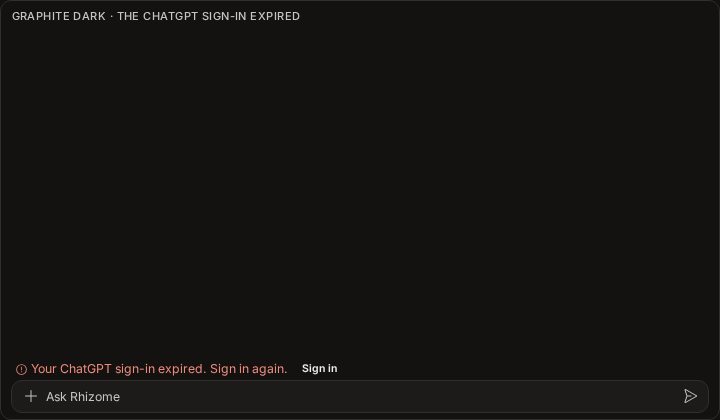 GRAPHITE DARK · THE CHATGPT SIGN-IN EXPIRED
Your ChatGPT sign-in expired. Sign in again. Sign in
Ask Rhizome